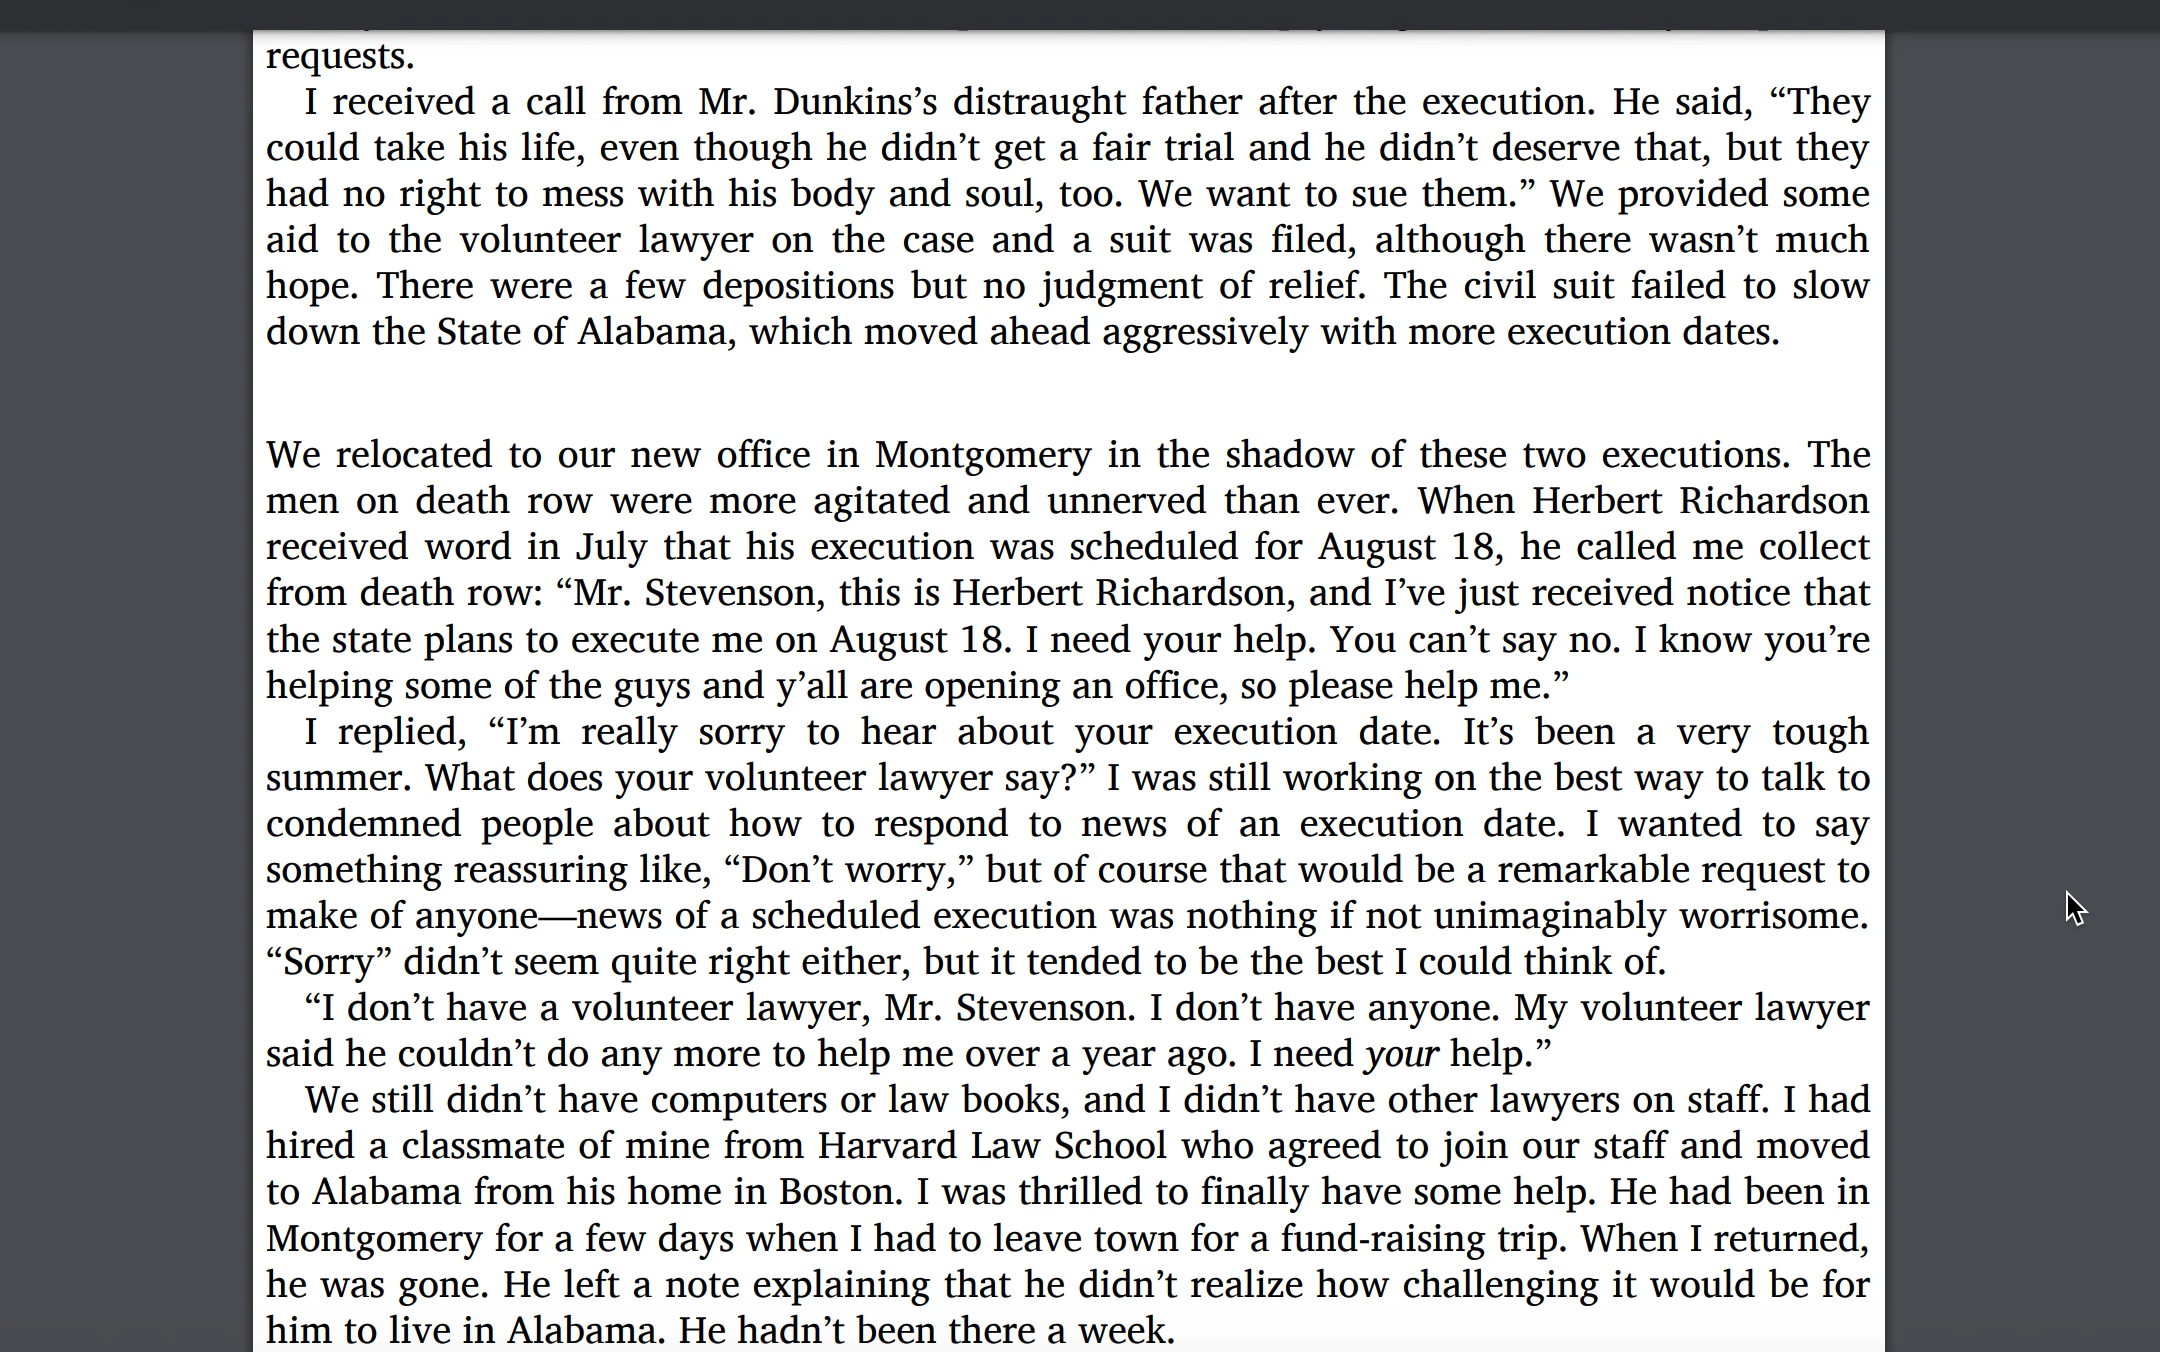 requests.
I received a call from Mr. Dunkins’s distraught father after the execution. He said, “They
could take his life, even though he didn’t get a fair trial and he didn’t deserve that, but they
had no right to mess with his body and soul, too. We want to sue them.” We provided some
aid to the volunteer lawyer on the case and a suit was filed, although there wasn’t much
hope. There were a few depositions but no judgment of relief. The civil suit failed to slow
down the State of Alabama, which moved ahead aggressively with more execution dates.
We relocated to our new office in Montgomery in the shadow of these two executions. The
men on death row were more agitated and unnerved than ever. When Herbert Richardson
received word in July that his execution was scheduled for August 18, he called me collect
from death row: “Mr. Stevenson, this is Herbert Richardson, and I’ve just received notice that
the state plans to execute me on August 18. I need your help. You can’t say no. I know you’re
helping some of the guys and y’all are opening an office, so please help me.”
I replied, “I’m really sorry to hear about your execution date. It’s been a very tough
summer. What does your volunteer lawyer say?” I was still working on the best way to talk to
condemned people about how to respond to news of an execution date. I wanted to say
something reassuring like, “Don’t worry,” but of course that would be a remarkable request to
make of anyone—news of a scheduled execution was nothing if not unimaginably worrisome.
“Sorry” didn’t seem quite right either, but it tended to be the best I could think of.
“I don’t have a volunteer lawyer, Mr. Stevenson. I don’t have anyone. My volunteer lawyer
said he couldn’t do any more to help me over a year ago. I need your help.”
We still didn’t have computers or law books, and I didn’t have other lawyers on staff. I had
hired a classmate of mine from Harvard Law School who agreed to join our staff and moved
to Alabama from his home in Boston. I was thrilled to finally have some help. He had been in
Montgomery for a few days when I had to leave town for a fund-raising trip. When I returned,
he was gone. He left a note explaining that he didn’t realize how challenging it would be for
him to live in Alabama. He hadn’t been there a week.